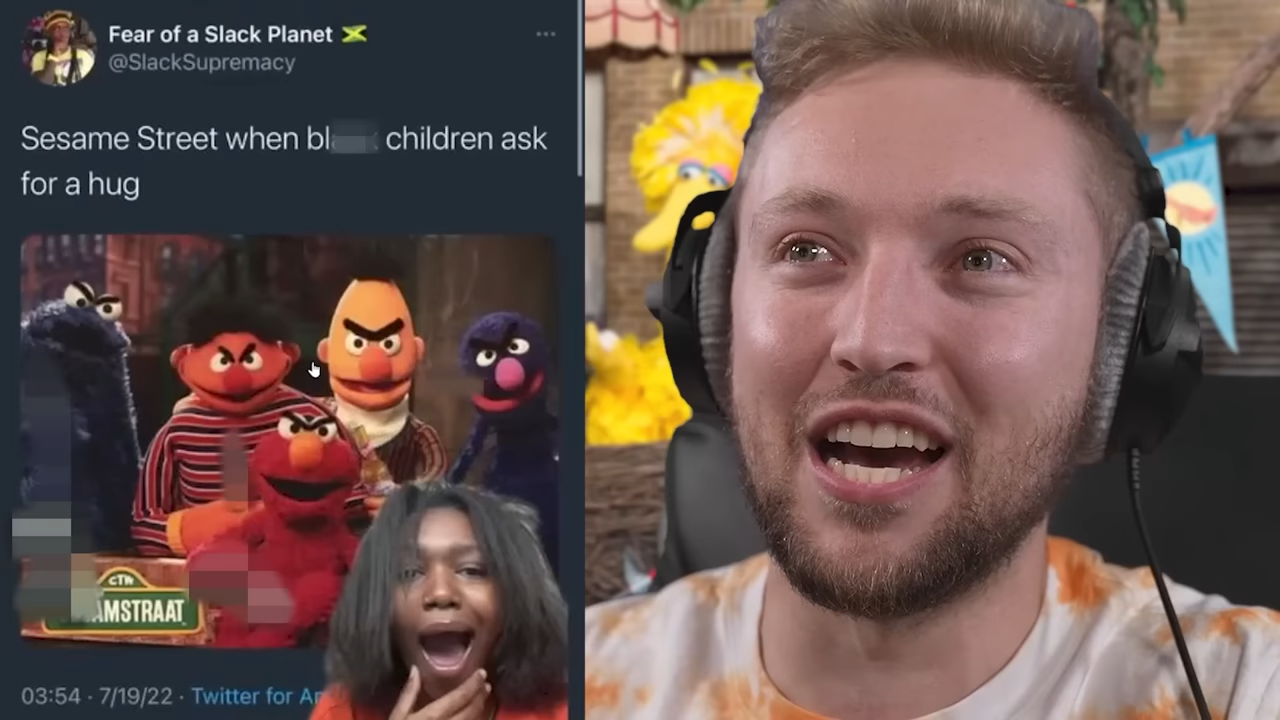 Fear of a Slack Planet 🇯🇲
@SlackSupremacy
Sesame Street when bl children ask
for a hug
CTW
AMSTRAAT
03:54 · 7/19/22 · Twitter for